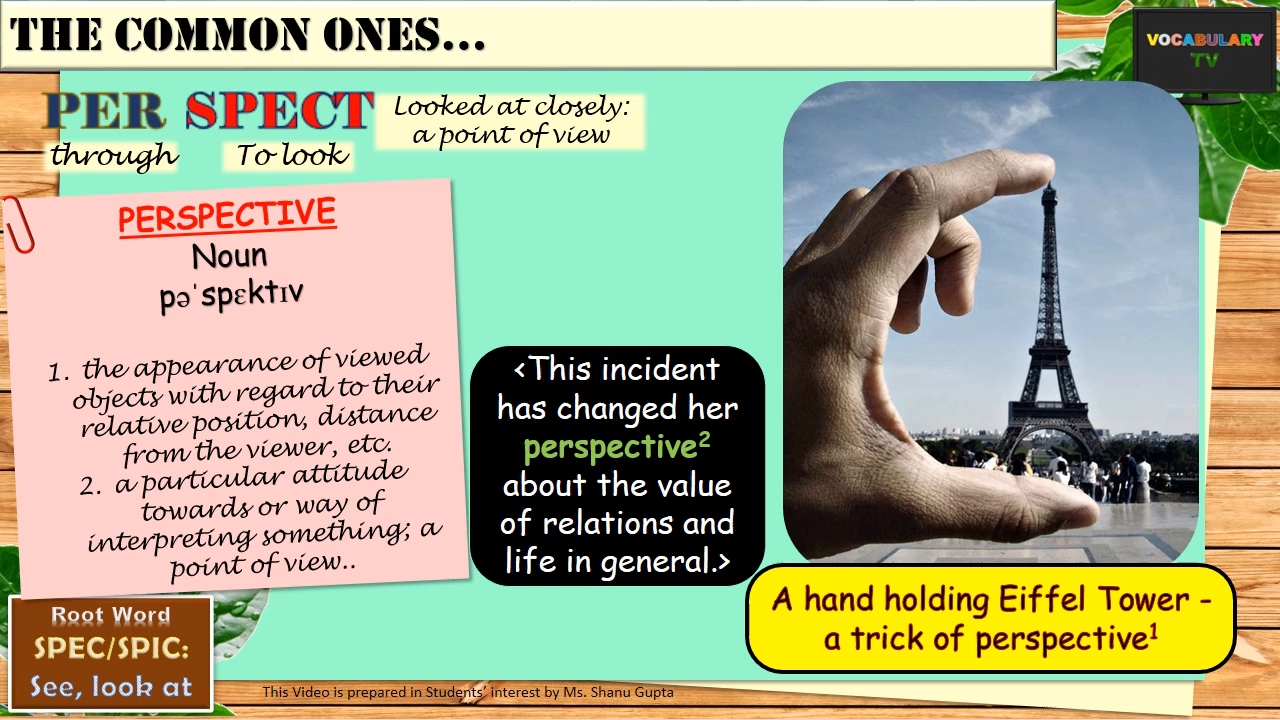 THE COMMON ONES...
VOCABULARY
TV
PER SPECT
through To look
Looked at closely:
a point of view
PERSPECTIVE
Noun
pəˈspɛktɪv
1. the appearance of viewed
objects with regard to their
relative position, distance
from the viewer, etc.
2. a particular attitude
towards or way of
interpreting something; a
point of view..
<This incident
has changed her
perspective²
about the value
of relations and
life in general.>
A hand holding Eiffel Tower -
a trick of perspective¹
Root Word
SPEC/SPIC:
See, look at
This Video is prepared in Students' interest by Ms. Shanu Gupta